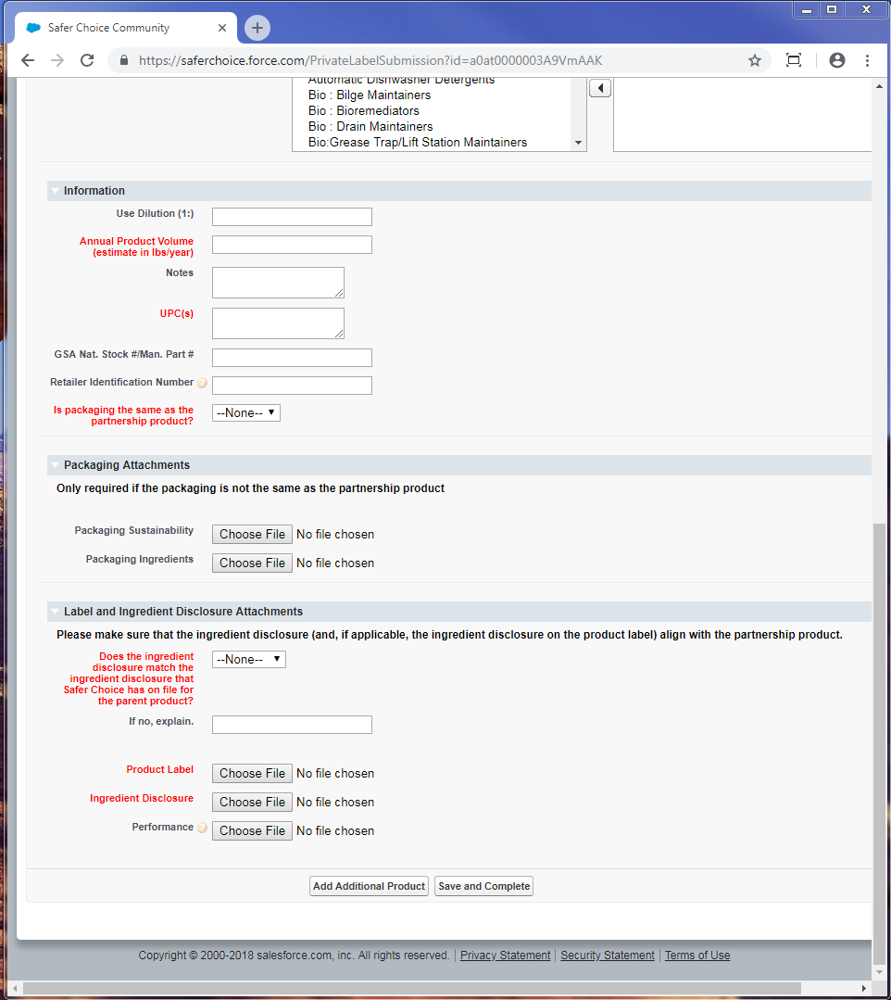 Safer Choice Community
https://saferchoice.force.com/PrivateLabelSubmission?id=a0at0000003A9VmAAK
Automatic Dishwasher Detergents
Bio : Bilge Maintainers
Bio : Bioremediators
Bio : Drain Maintainers
Bio:Grease Trap/Lift Station Maintainers
Information
Use Dilution (1:)
Annual Product Volume
(estimate in lbs/year)
Notes
UPC(s)
GSA Nat. Stock #/Man. Part #
Retailer Identification Number ?
Is packaging the same as the
partnership product?
--None--
Packaging Attachments
Only required if the packaging is not the same as the partnership product
Packaging Sustainability
Choose File No file chosen
Packaging Ingredients
Choose File No file chosen
Label and Ingredient Disclosure Attachments
Please make sure that the ingredient disclosure (and, if applicable, the ingredient disclosure on the product label) align with the partnership product.
Does the ingredient
disclosure match the
ingredient disclosure that
Safer Choice has on file for
the parent product?
--None--
If no, explain.
Product Label
Choose File No file chosen
Ingredient Disclosure
Choose File No file chosen
Performance ?
Choose File No file chosen
Add Additional Product
Save and Complete
Copyright © 2000-2018 salesforce.com, inc. All rights reserved. | Privacy Statement | Security Statement | Terms of Use